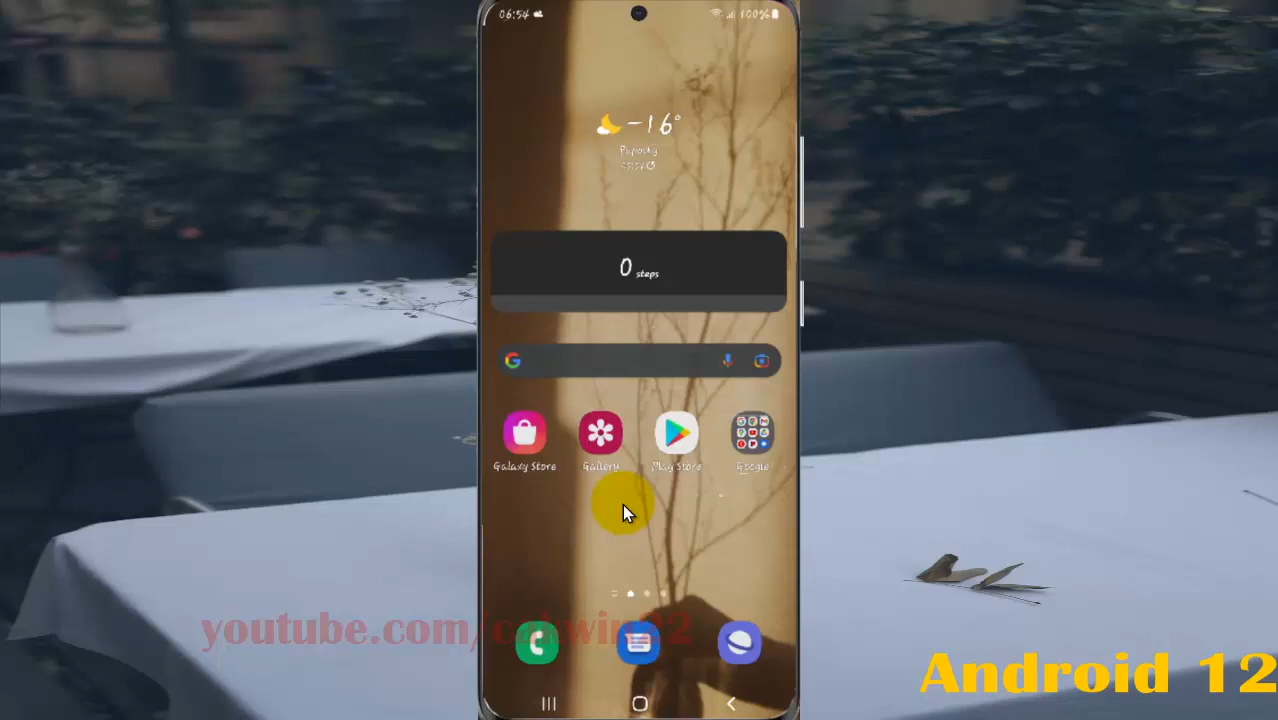 06:54
100%
-16°
0 steps
Galaxy Store
Gallery
Play Store
Google
Android 12